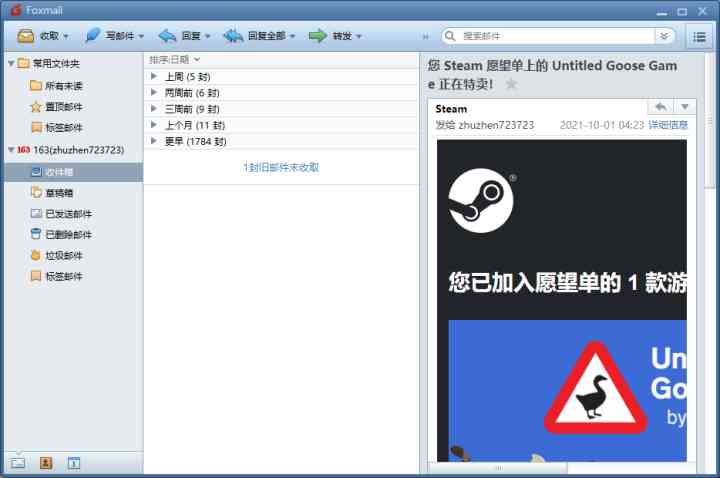 Foxmail
收取 写邮件 回复 回复全部 转发 » 搜索邮件
常用文件夹
所有未读
置顶邮件
标签邮件
163 163(zhuzhen723723)
收件箱
草稿箱
已发送邮件
已删除邮件
垃圾邮件
标签邮件
排序:日期
上周 (5 封)
两周前 (6 封)
三周前 (9 封)
上个月 (11 封)
更早 (1784 封)
1封旧邮件未收取
您 Steam 愿望单上的 Untitled Goose Gam
e 正在特卖!
Steam
发给 zhuzhen723723 2021-10-01 04:23 详细信息
您已加入愿望单的 1 款游
Un
Go
by